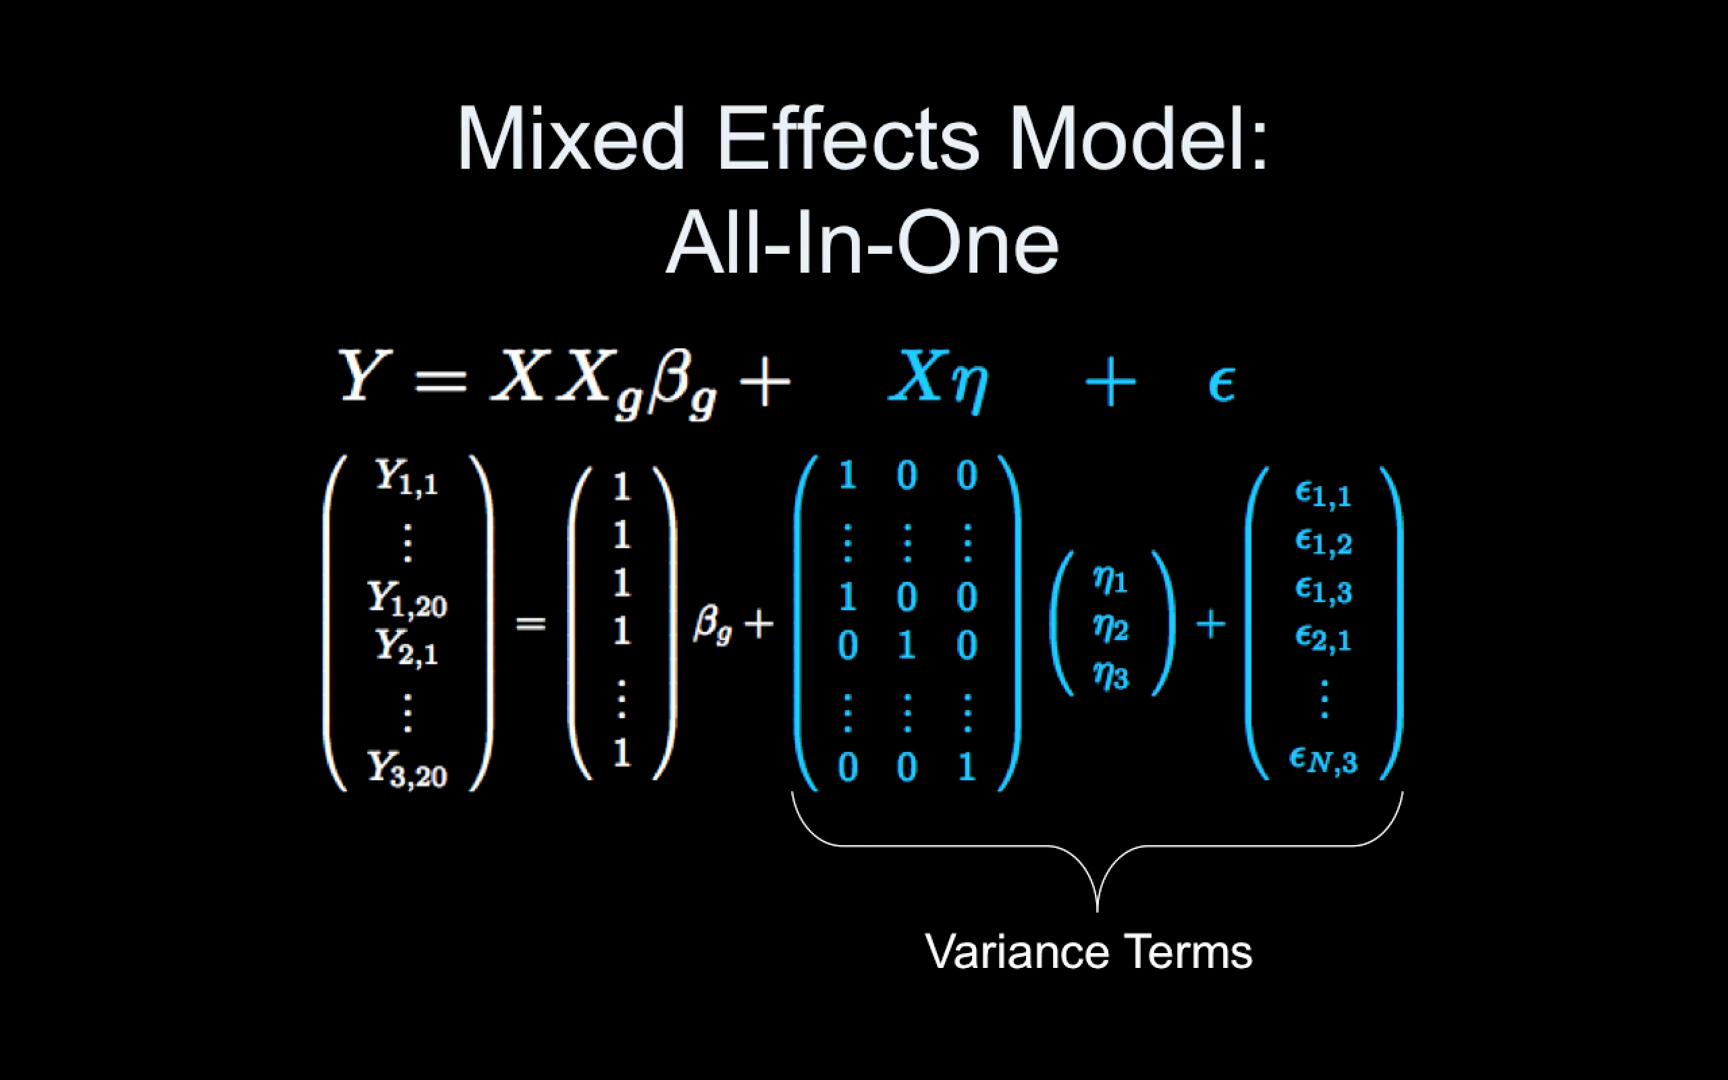 Mixed Effects Model:
All-In-One
Y = XX_gβ_g + Xη + ϵ
( Y_{1,1} ⋮ Y_{1,20} Y_{2,1} ⋮ Y_{3,20} ) = ( 1 1 1 1 ⋮ 1 ) β_g + ( 1 0 0 ⋮ ⋮ ⋮ 1 0 0 0 1 0 ⋮ ⋮ ⋮ 0 0 1 ) ( η_1 η_2 η_3 ) + ( ϵ_{1,1} ϵ_{1,2} ϵ_{1,3} ϵ_{2,1} ⋮ ϵ_{N,3} )
Variance Terms